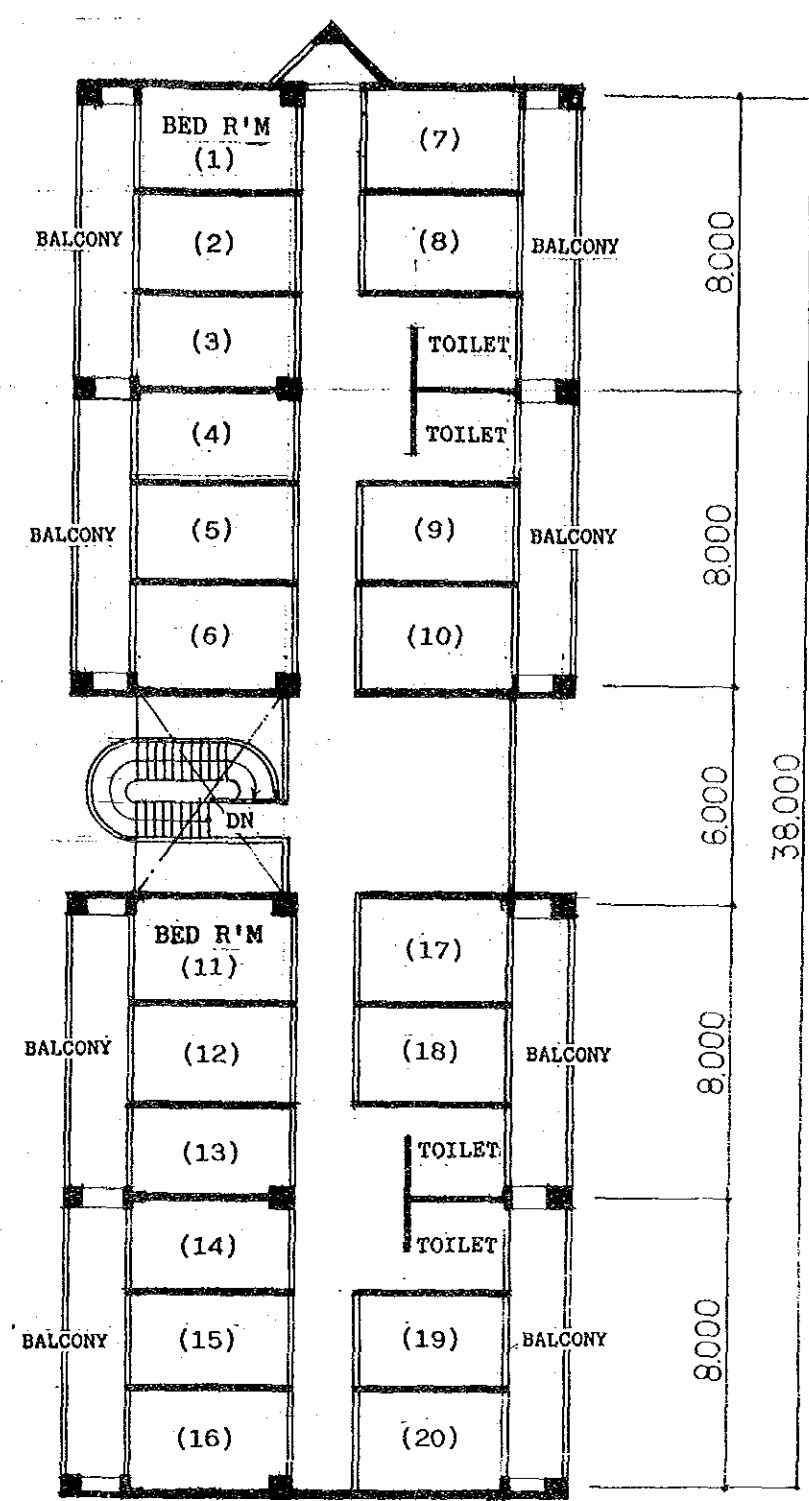 BED R'M
(1)
(7)
BALCONY
(2)
(8)
BALCONY
8.000
(3)
TOILET
(4)
TOILET
BALCONY
(5)
(9)
BALCONY
8.000
(6)
(10)
DN
6.000
38.000
BED R'M
(11)
(17)
BALCONY
(12)
(18)
BALCONY
8.000
(13)
TOILET
(14)
TOILET
BALCONY
(15)
(19)
BALCONY
8.000
(16)
(20)